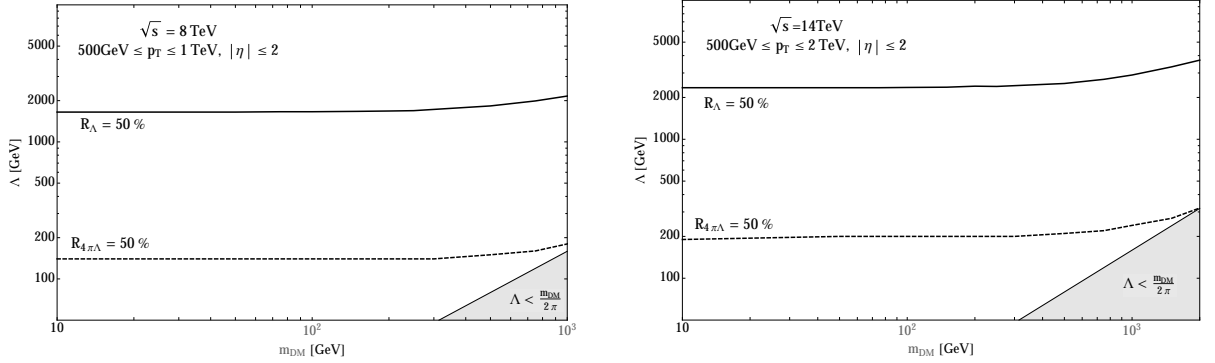 √s = 8 TeV
500GeV ≤ p_T ≤ 1 TeV, |η| ≤ 2
R_Λ = 50 %
R_4πΛ = 50 %
Λ < m_DM/2π
5000
2000
1000
500
200
100
Λ [GeV]
10
10^2
10^3
m_DM [GeV]
√s =14TeV
500GeV ≤ p_T ≤ 2 TeV, |η| ≤ 2
R_Λ = 50 %
R_4πΛ = 50 %
Λ < m_DM/2π
5000
2000
1000
500
200
100
Λ [GeV]
10
10^2
10^3
m_DM [GeV]